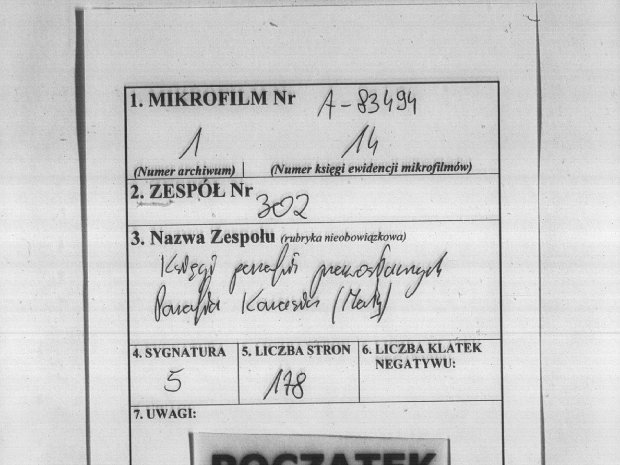 1. MIKROFILM Nr A-83494
1 14
(Numer archiwum) (Numer księgi ewidencji mikrofilmów)
2. ZESPÓŁ Nr 302
3. Nazwa Zespołu (rubryka nieobowiązkowa)
Księgi parafii prawosławnych
Parafia (Mały)
4. SYGNATURA 5. LICZBA STRON 6. LICZBA KLATEK
NEGATYWU:
5 178
7. UWAGI:
POCZĄTEK